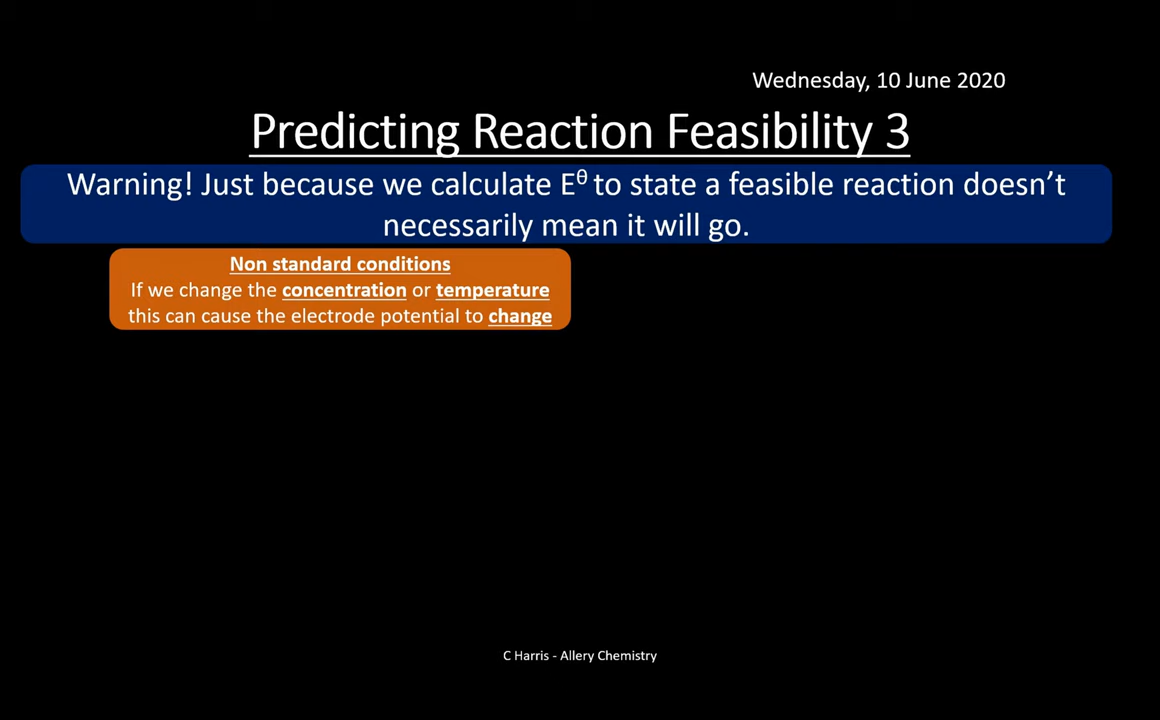 Wednesday, 10 June 2020
Predicting Reaction Feasibility 3
Warning! Just because we calculate Eᶿ to state a feasible reaction doesn’t
necessarily mean it will go.
Non standard conditions
If we change the concentration or temperature
this can cause the electrode potential to change
C Harris - Allery Chemistry